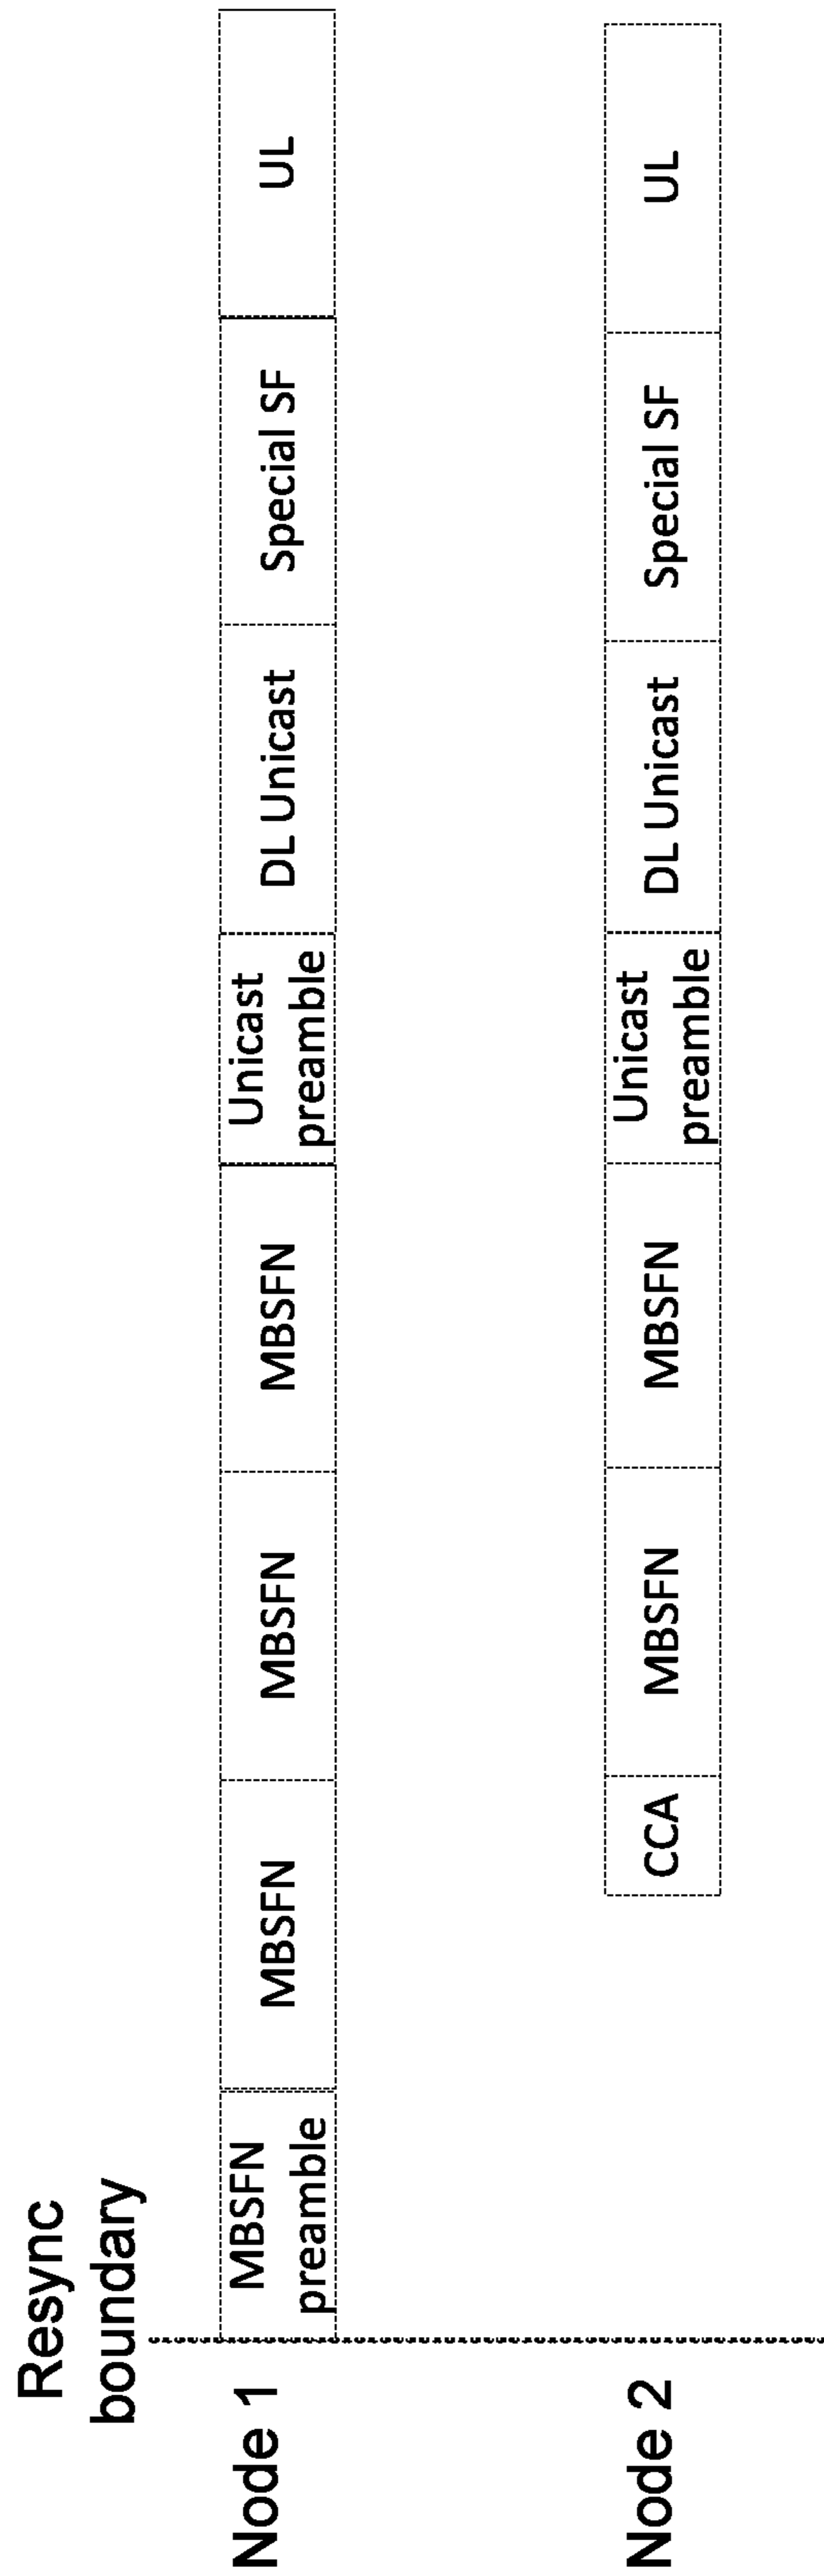 Resync
boundary
Node 1
MBSFN
preamble
MBSFN
MBSFN
MBSFN
Unicast
preamble
DL Unicast
Special SF
UL
Node 2
CCA
MBSFN
MBSFN
Unicast
preamble
DL Unicast
Special SF
UL